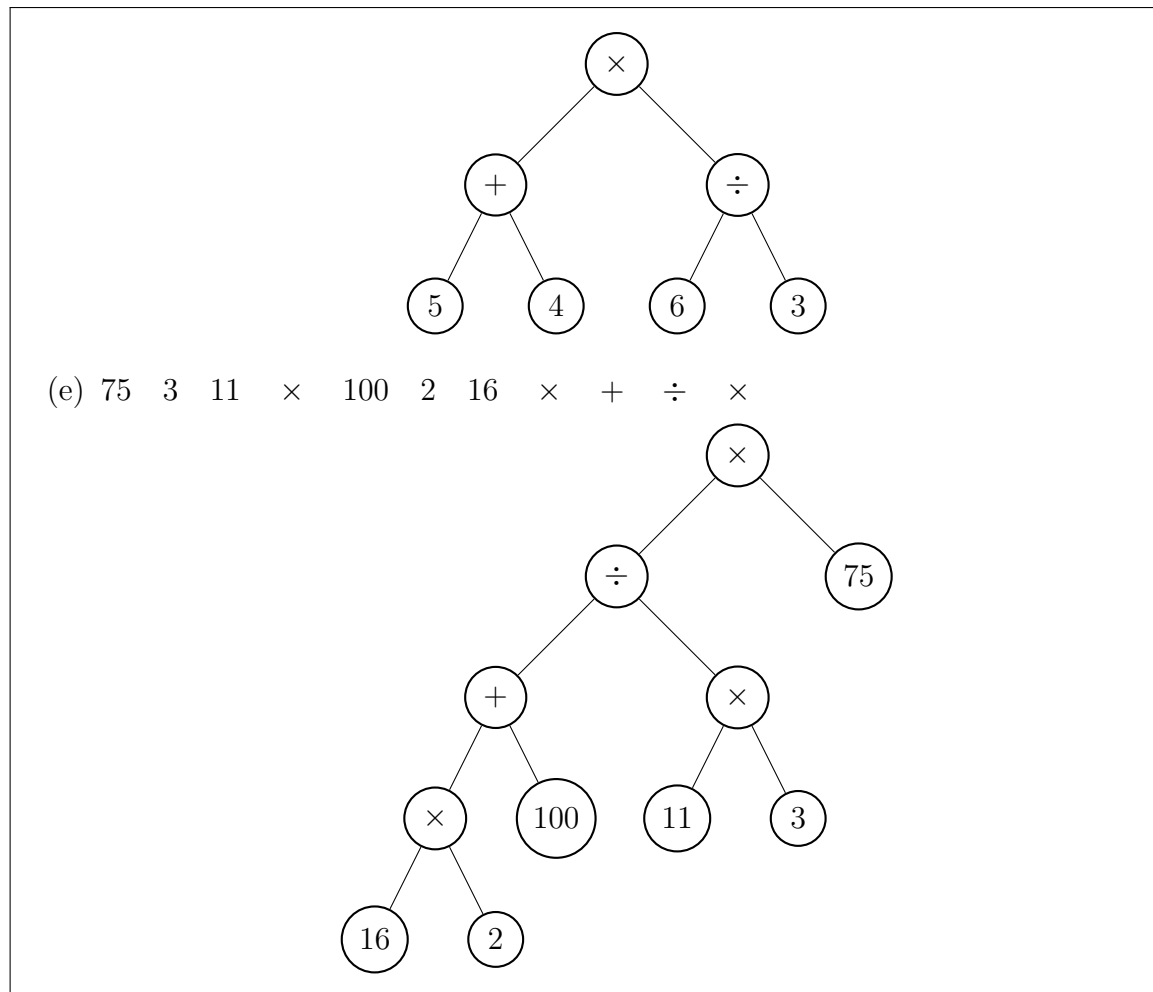 ×
+ ÷
5 4 6 3
(e) 75 3 11 × 100 2 16 × + ÷ ×
×
÷ 75
+ ×
× 100 11 3
16 2